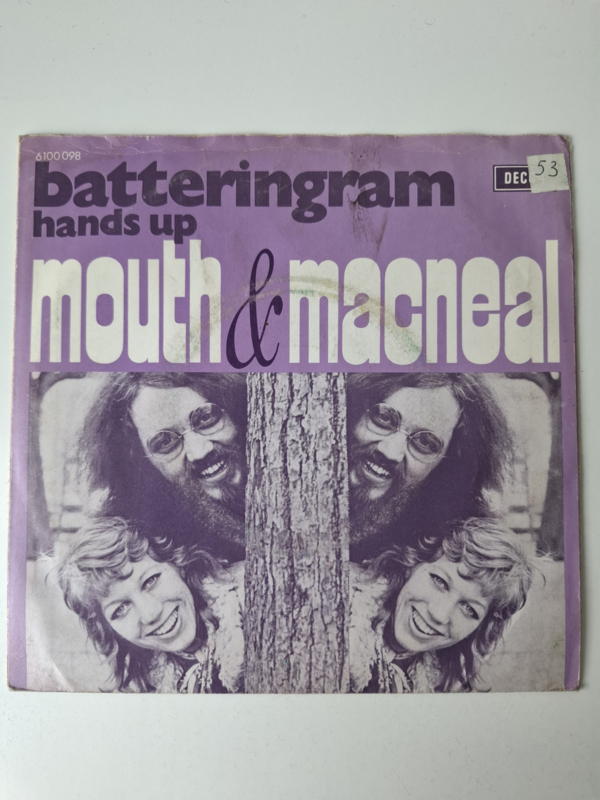 6100 098
batteringram
DEC
53
hands up
mouth & macneal